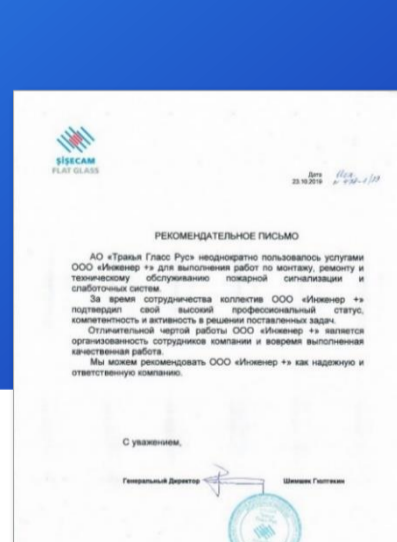 ŞİŞECAM
FLAT GLASS
Дата
23.10.2019
РЕКОМЕНДАТЕЛЬНОЕ ПИСЬМО
АО «Тракья Гласс Рус» неоднократно пользовалось услугами
ООО «Инженер +» для выполнения работ по монтажу, ремонту и
техническому обслуживанию пожарной сигнализации и
слаботочных систем.
За время сотрудничества коллектив ООО «Инженер +»
подтвердил свой высокий профессиональный статус,
компетентность и активность в решении поставленных задач.
Отличительной чертой работы ООО «Инженер +» является
организованность сотрудников компании и вовремя выполненная
качественная работа.
Мы можем рекомендовать ООО «Инженер +» как надежную и
ответственную компанию.
С уважением,
Генеральный Директор Шимшек Гюлтекин